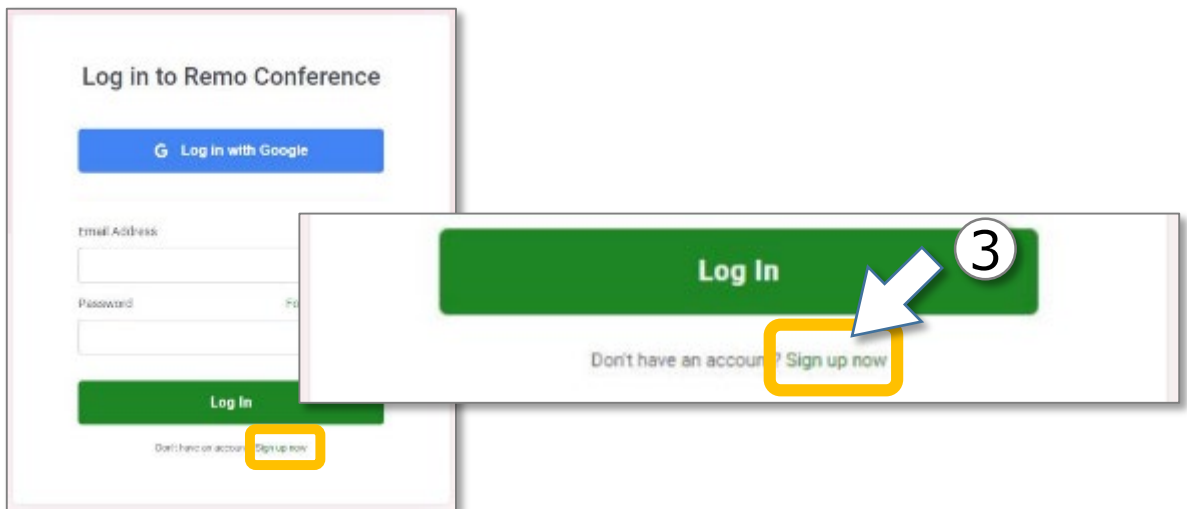 Log in to Remo Conference
G Log in with Google
Email Address
Password Fo
Log In
Don't have an accoun Sign up now
3
Log In
Don't have an accoun ? Sign up now